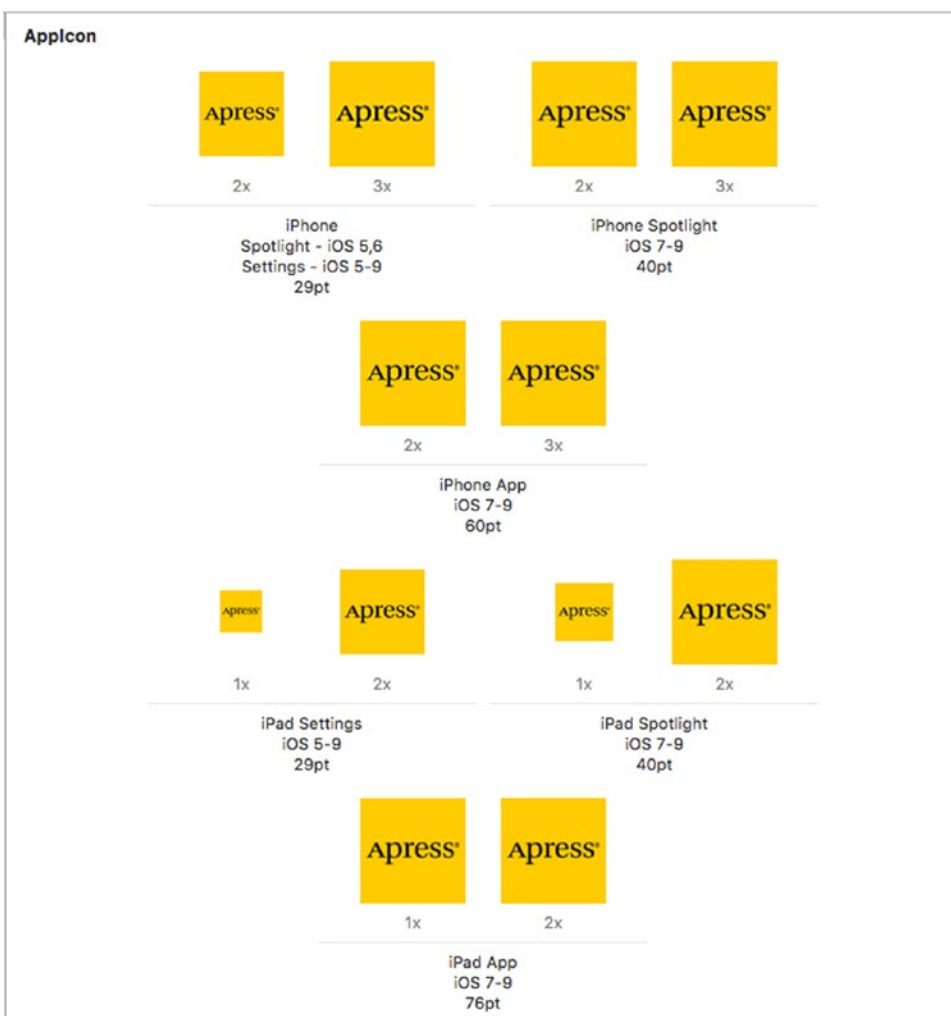 AppIcon
Apress® Apress® Apress® Apress®
2x 3x 2x 3x
iPhone
Spotlight - iOS 5,6
Settings - iOS 5-9
29pt
iPhone Spotlight
iOS 7-9
40pt
Apress® Apress®
2x 3x
iPhone App
iOS 7-9
60pt
Apress® Apress® Apress® Apress®
1x 2x 1x 2x
iPad Settings
iOS 5-9
29pt
iPad Spotlight
iOS 7-9
40pt
Apress® Apress®
1x 2x
iPad App
iOS 7-9
76pt